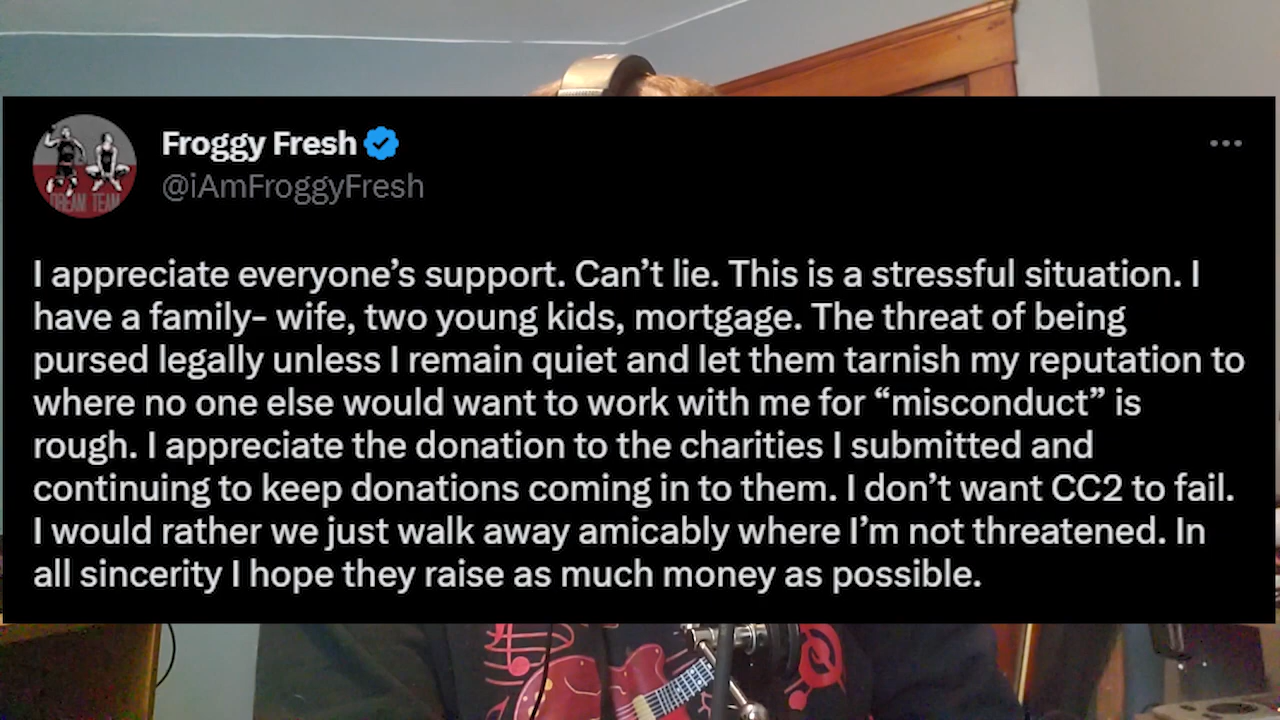 Froggy Fresh
@iAmFroggyFresh
DREAM TEAM
I appreciate everyone’s support. Can’t lie. This is a stressful situation. I
have a family- wife, two young kids, mortgage. The threat of being
pursed legally unless I remain quiet and let them tarnish my reputation to
where no one else would want to work with me for “misconduct” is
rough. I appreciate the donation to the charities I submitted and
continuing to keep donations coming in to them. I don’t want CC2 to fail.
I would rather we just walk away amicably where I’m not threatened. In
all sincerity I hope they raise as much money as possible.